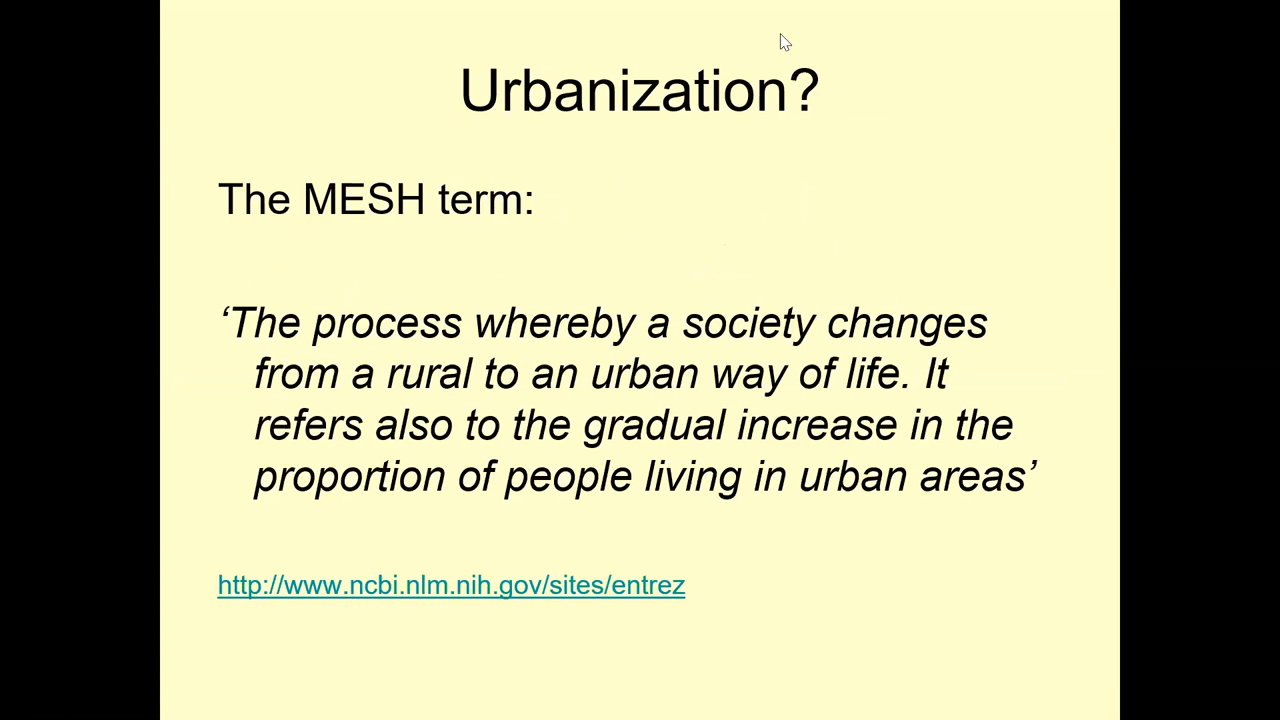 Urbanization?
The MESH term:
‘The process whereby a society changes
from a rural to an urban way of life. It
refers also to the gradual increase in the
proportion of people living in urban areas’
http://www.ncbi.nlm.nih.gov/sites/entrez